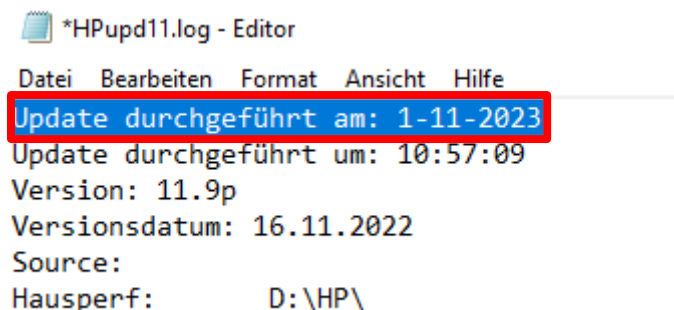 *HPupd11.log - Editor
Datei Bearbeiten Format Ansicht Hilfe
Update durchgeführt am: 1-11-2023
Update durchgeführt um: 10:57:09
Version: 11.9p
Versionsdatum: 16.11.2022
Source:
Hausperf: D:\HP\